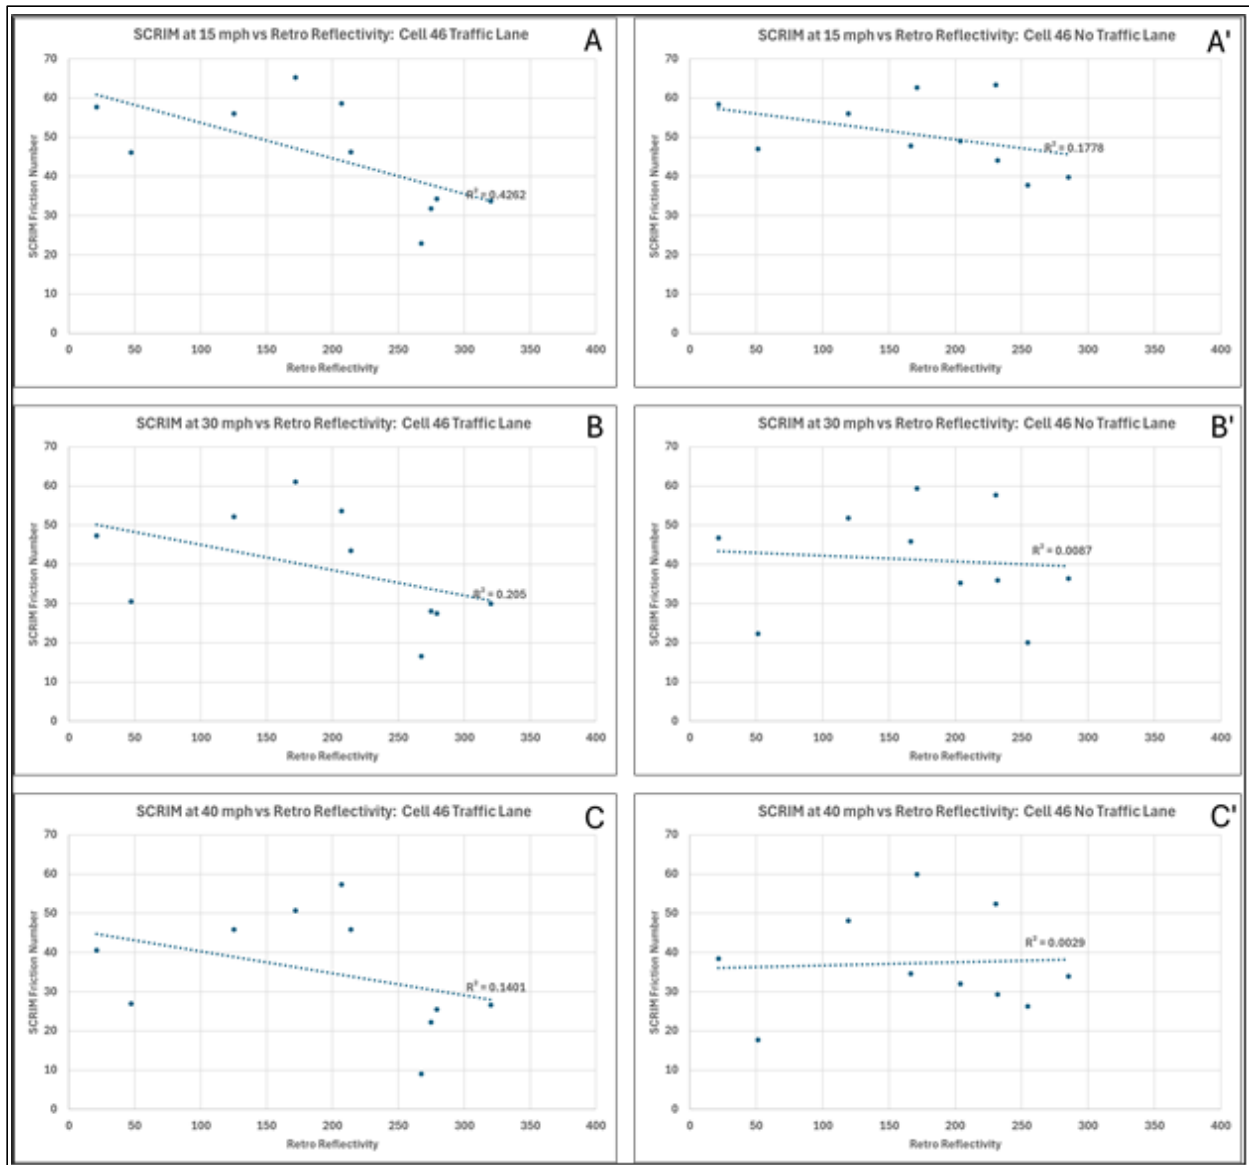 SCRIM at 15 mph vs Retro Reflectivity: Cell 46 Traffic Lane
A
SCRIM Friction Number
70
60
50
40
30
20
10
0
R² = 0.4262
0 50 100 150 200 250 300 350 400
Retro Reflectivity
SCRIM at 15 mph vs Retro Reflectivity: Cell 46 No Traffic Lane
A'
SCRIM Friction Number
70
60
50
40
30
20
10
0
R² = 0.1778
0 50 100 150 200 250 300 350 400
Retro Reflectivity
SCRIM at 30 mph vs Retro Reflectivity: Cell 46 Traffic Lane
B
SCRIM Friction Number
70
60
50
40
30
20
10
0
R² = 0.205
0 50 100 150 200 250 300 350 400
Retro Reflectivity
SCRIM at 30 mph vs Retro Reflectivity: Cell 46 No Traffic Lane
B'
SCRIM Friction Number
70
60
50
40
30
20
10
0
R² = 0.0087
0 50 100 150 200 250 300 350 400
Retro Reflectivity
SCRIM at 40 mph vs Retro Reflectivity: Cell 46 Traffic Lane
C
SCRIM Friction Number
70
60
50
40
30
20
10
0
R² = 0.1401
0 50 100 150 200 250 300 350 400
Retro Reflectivity
SCRIM at 40 mph vs Retro Reflectivity: Cell 46 No Traffic Lane
C'
SCRIM Friction Number
70
60
50
40
30
20
10
0
R² = 0.0029
0 50 100 150 200 250 300 350 400
Retro Reflectivity